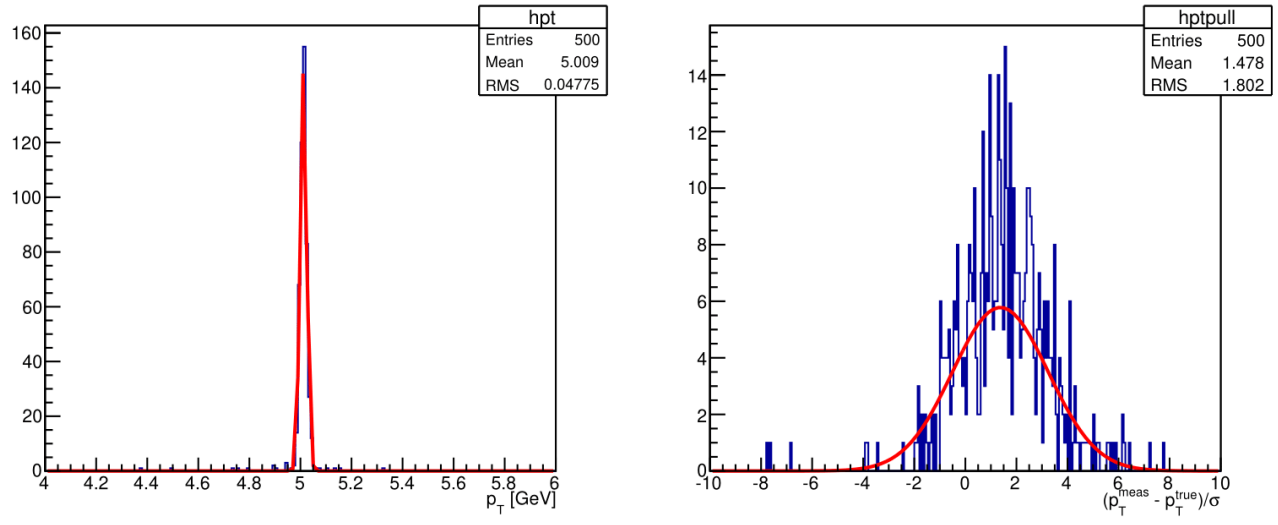 hpt
Entries 500
Mean 5.009
RMS 0.04775
160
140
120
100
80
60
40
20
0
4 4.2 4.4 4.6 4.8 5 5.2 5.4 5.6 5.8 6
p_T [GeV]
hptpull
Entries 500
Mean 1.478
RMS 1.802
14
12
10
8
6
4
2
0
-10 -8 -6 -4 -2 0 2 4 6 8 10
(p_T^meas - p_T^true)/σ